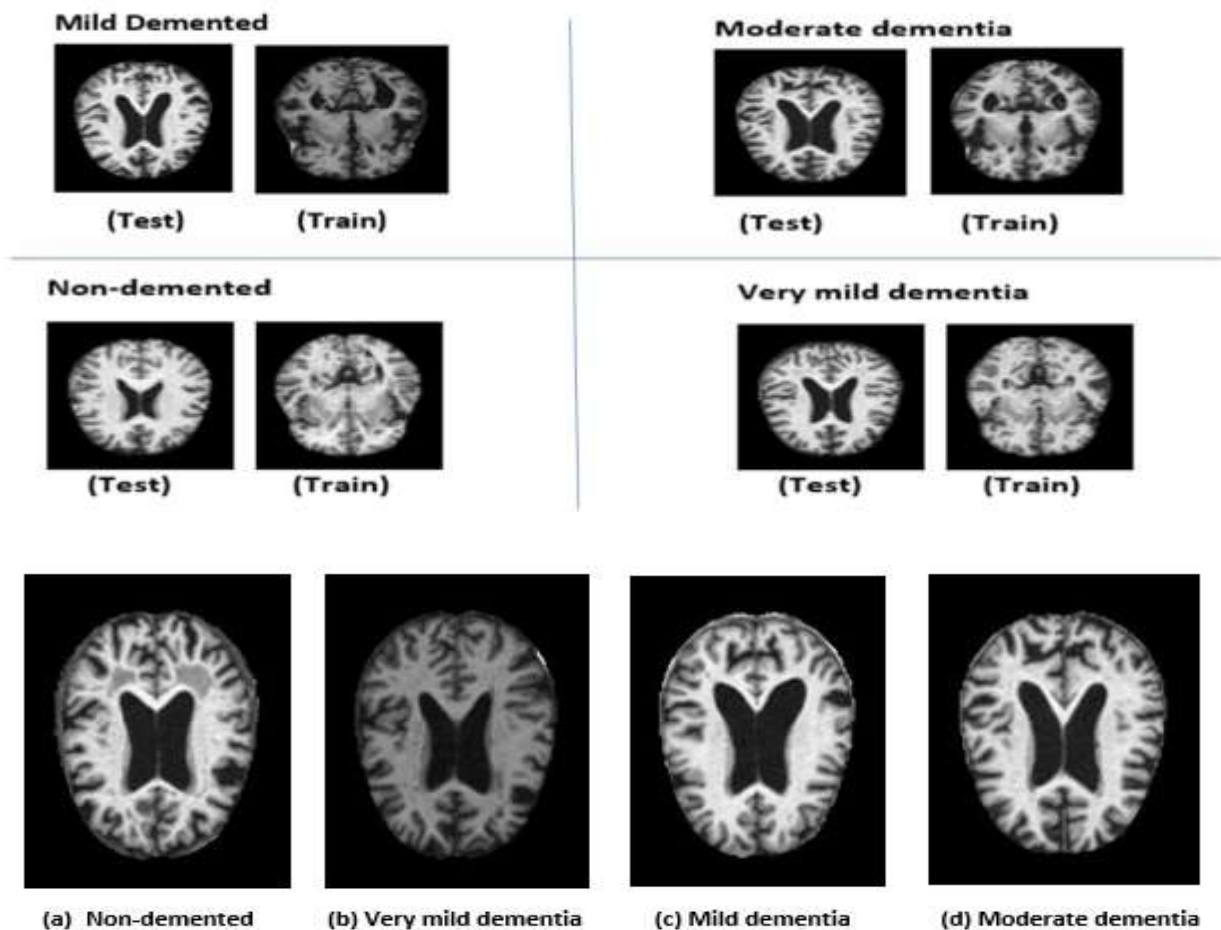 Mild Demented
Moderate dementia
(Test) (Train)
(Test) (Train)
Non-demented
Very mild dementia
(Test) (Train)
(Test) (Train)
(a) Non-demented
(b) Very mild dementia
(c) Mild dementia
(d) Moderate dementia